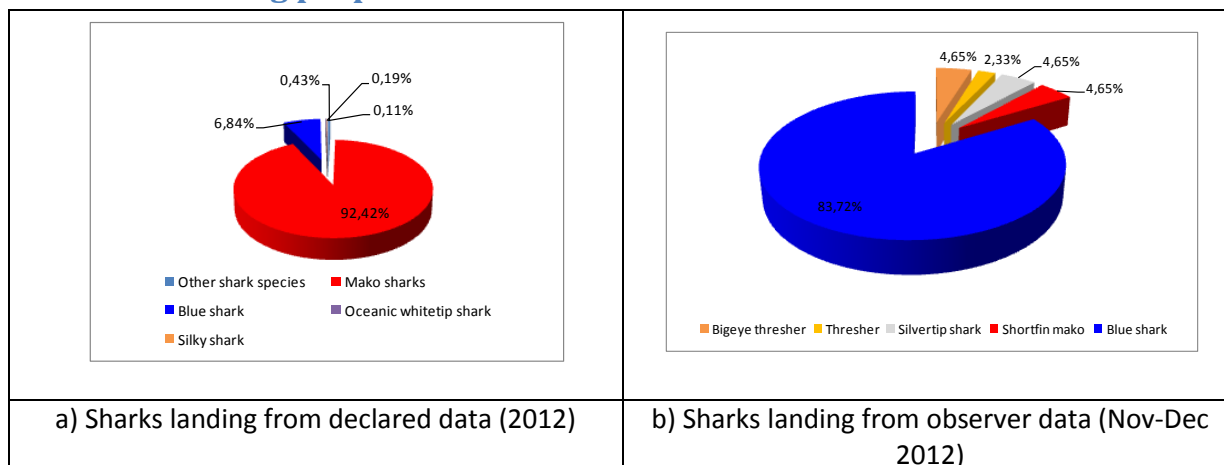 4,65%
2,33%
4,65%
4,65%
83,72%
Bigeye thresher Thresher Silvertip shark Shortfin mako Blue shark
0,43%
0,19%
0,11%
6,84%
92,42%
Other shark species Mako sharks
Blue shark Oceanic whitetip shark
Silky shark
a) Sharks landing from declared data (2012)
b) Sharks landing from observer data (Nov-Dec
2012)